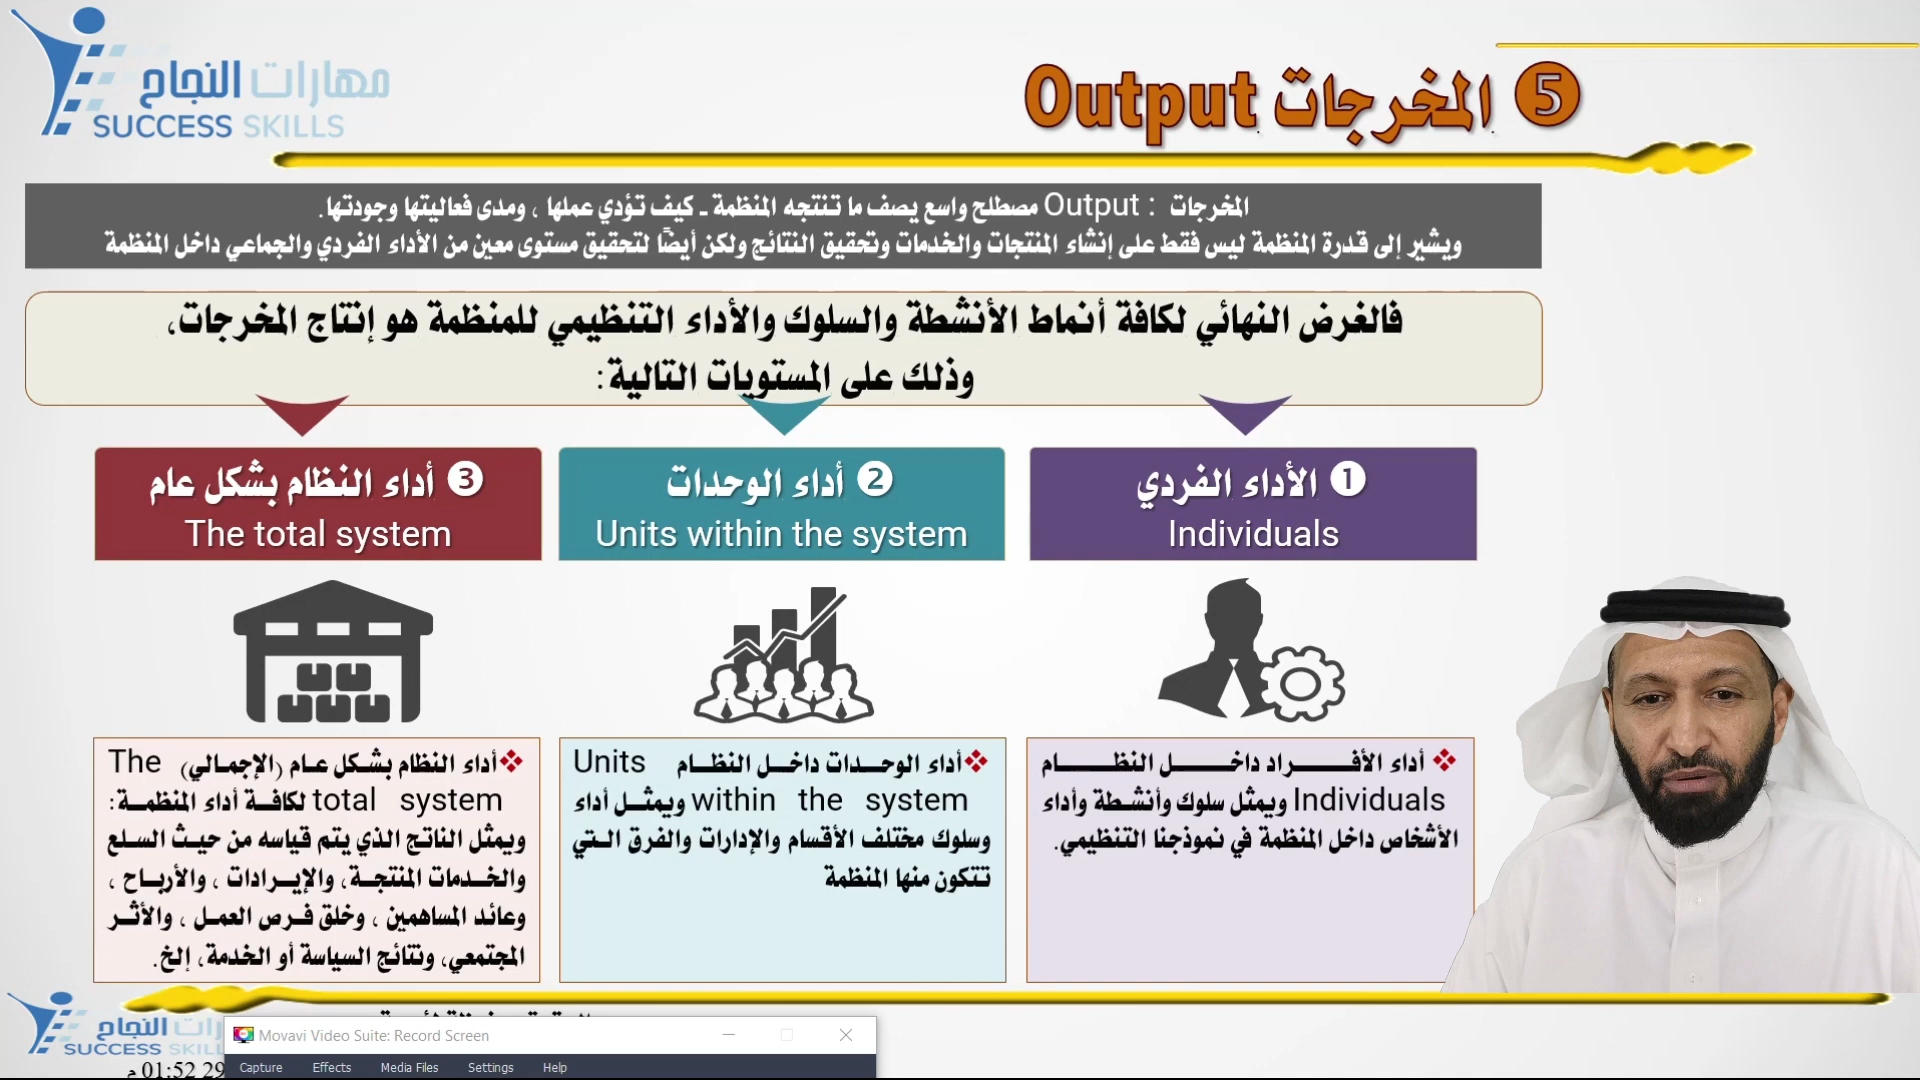 مهارات النجاح
SUCCESS SKILLS
❺ المخرجات Output
المخرجات : Output مصطلح واسع يصف ما تنتجه المنظمة - كيف تؤدي عملها ، ومدى فعاليتها وجودتها.
ويشير إلى قدرة المنظمة ليس فقط على إنشاء المنتجات والخدمات وتحقيق النتائج ولكن أيضًا لتحقيق مستوى معين من الأداء الفردي والجماعي داخل المنظمة
فالغرض النهائي لكافة أنماط الأنشطة والسلوك والأداء التنظيمي للمنظمة هو إنتاج المخرجات،
وذلك على المستويات التالية:
❶ الأداء الفردي
Individuals
❷ أداء الوحدات
Units within the system
❸ أداء النظام بشكل عام
The total system
❖ أداء الأفراد داخل النظام
Individuals ويمثل سلوك وأنشطة وأداء
الأشخاص داخل المنظمة في نموذجنا التنظيمي.
❖أداء الوحدات داخل النظام Units
within the system ويمثل أداء
وسلوك مختلف الأقسام والإدارات والفرق التي
تتكون منها المنظمة
❖أداء النظام بشكل عام (الإجمالي) The
total system لكافة أداء المنظمة:
ويمثل الناتج الذي يتم قياسه من حيث السلع
والخدمات المنتجة، والإيرادات ، والأرباح ،
وعائد المساهمين ، وخلق فرص العمل ، والأثر
المجتمعي، ونتائج السياسة أو الخدمة، إلخ.
النجاح
SUCCESS SKILL
01:52 29 م
Movavi Video Suite: Record Screen
Capture Effects Media Files Settings Help